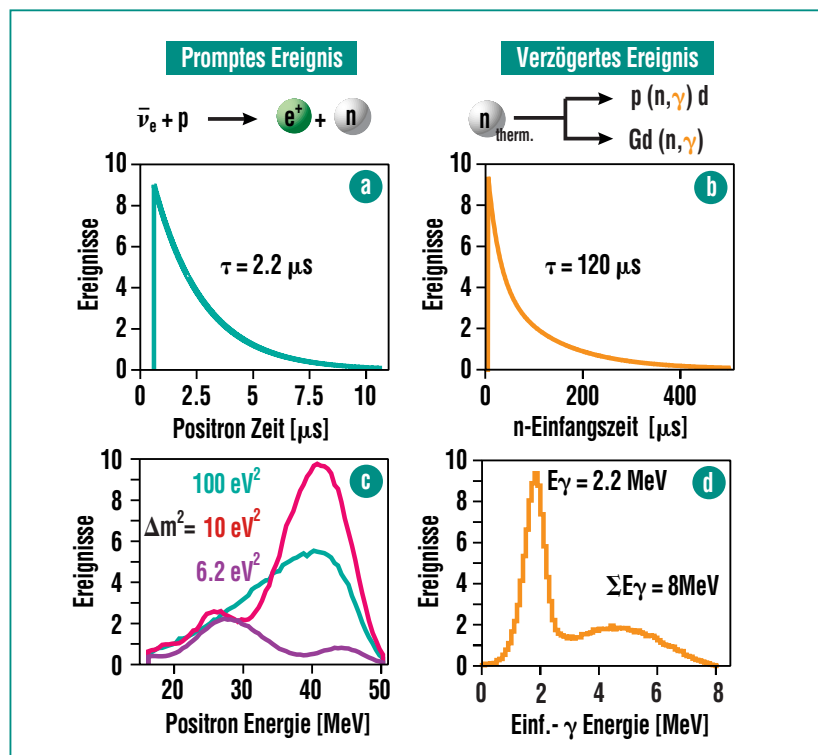 Promptes Ereignis
Verzögertes Ereignis
ν̄e + p → e+ + n
n therm.
p (n,γ) d
Gd (n,γ)
a
Ereignisse
10
8
6
4
2
0
τ = 2.2 μs
0 2.5 5 7.5 10
Positron Zeit [μs]
b
Ereignisse
10
8
6
4
2
0
τ = 120 μs
0 200 400
n-Einfangszeit [μs]
c
Ereignisse
10
8
6
4
2
0
100 eV²
Δm² = 10 eV²
6.2 eV²
20 30 40 50
Positron Energie [MeV]
d
Ereignisse
10
8
6
4
2
0
Eγ = 2.2 MeV
ΣEγ = 8MeV
0 2 4 6 8
Einf.- γ Energie [MeV]